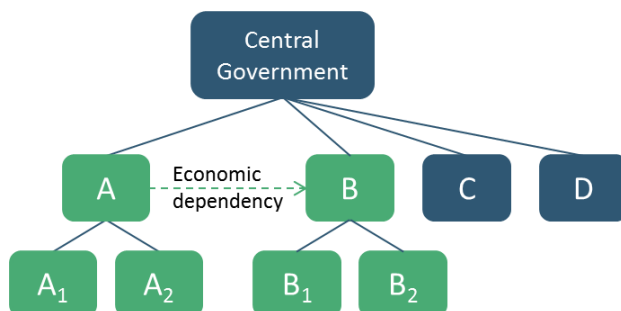 Central
Government
A
Economic
dependency
B
C
D
A₁
A₂
B₁
B₂